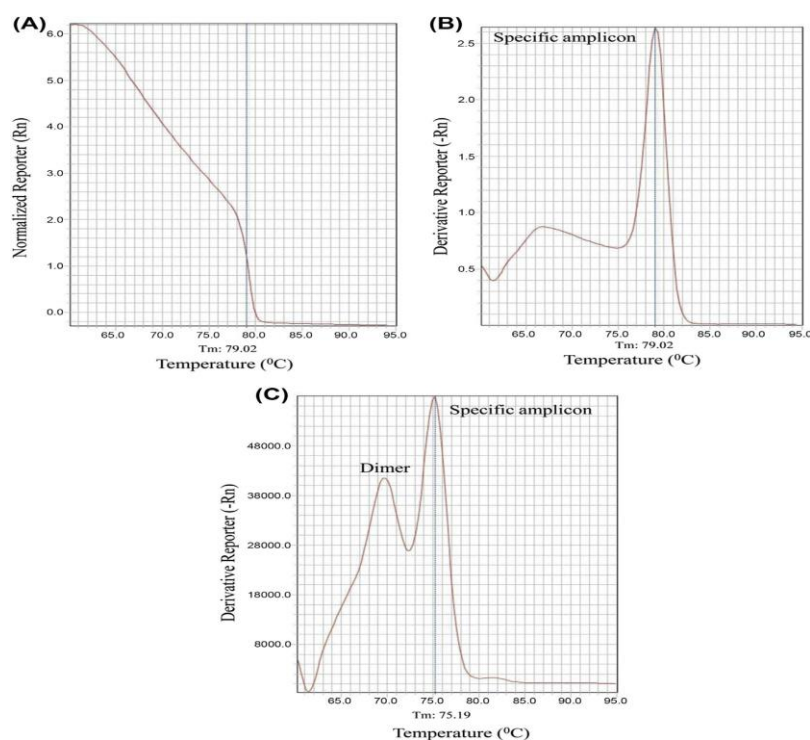 (A)
Normalized Reporter (Rn)
6.0
5.0
4.0
3.0
2.0
1.0
0.0
65.0 70.0 75.0 80.0 85.0 90.0 95.0
Tm: 79.02
Temperature (⁰C)
(B)
Specific amplicon
Derivative Reporter (-Rn)
2.5
2.0
1.5
1.0
0.5
65.0 70.0 75.0 80.0 85.0 90.0 95.0
Tm: 79.02
Temperature (⁰C)
(C)
Specific amplicon
Dimer
Derivative Reporter (-Rn)
48000.0
38000.0
28000.0
18000.0
8000.0
65.0 70.0 75.0 80.0 85.0 90.0 95.0
Tm: 75.19
Temperature (⁰C)